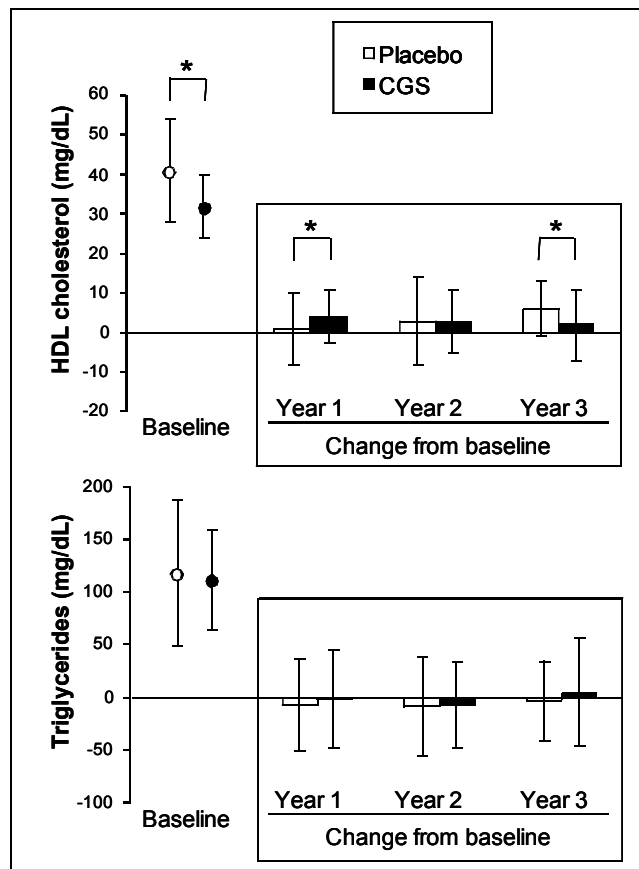 Placebo
CGS
*
60
50
40
30
20
10
0
-10
-20
HDL cholesterol (mg/dL)
*
*
Baseline
Year 1 Year 2 Year 3
Change from baseline
200
150
100
50
0
-50
-100
Triglycerides (mg/dL)
Baseline
Year 1 Year 2 Year 3
Change from baseline